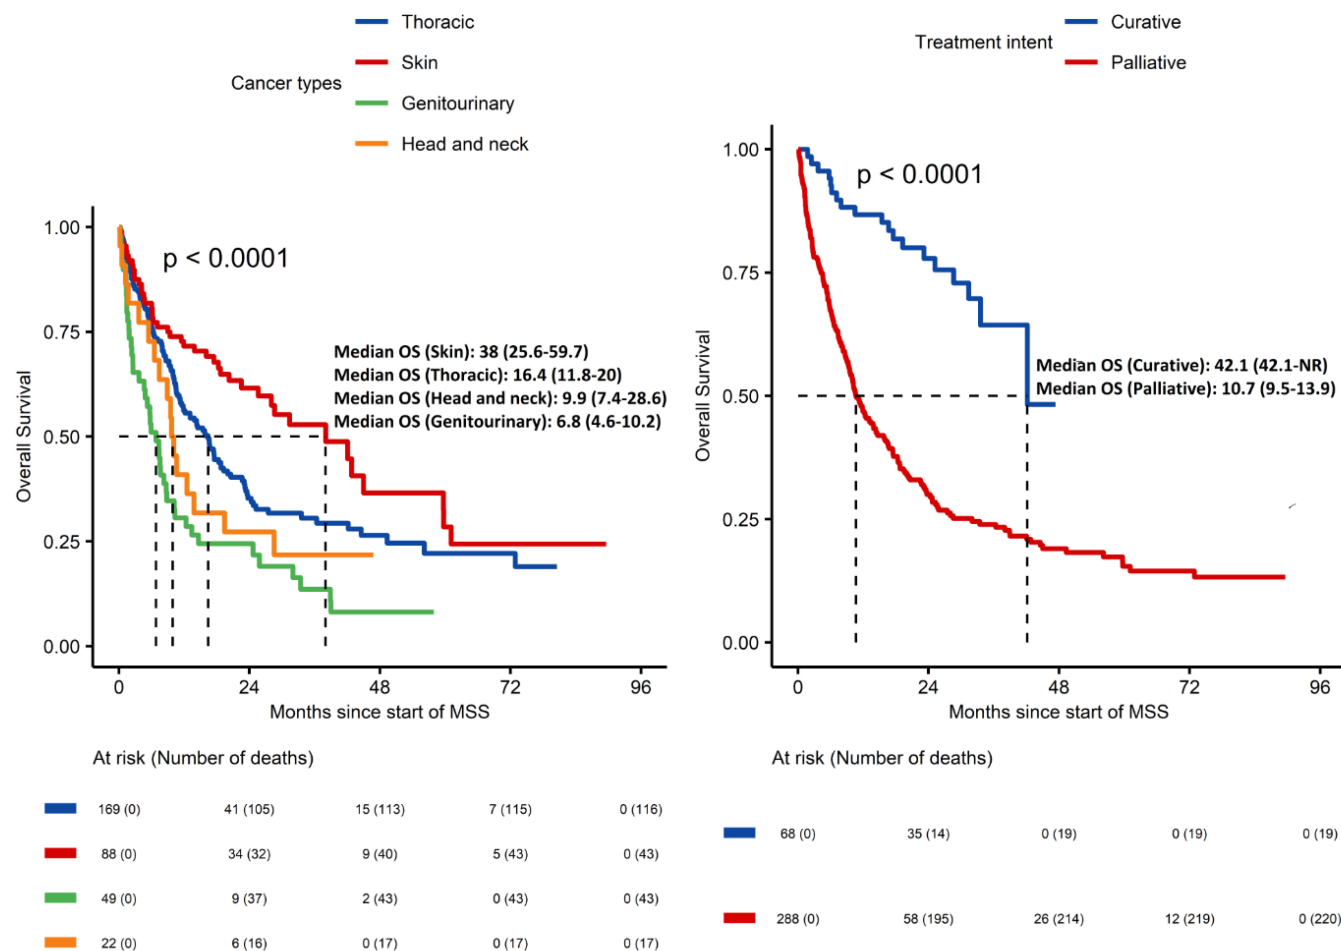 Cancer types
Thoracic
Skin
Genitourinary
Head and neck
p < 0.0001
Median OS (Skin): 38 (25.6-59.7)
Median OS (Thoracic): 16.4 (11.8-20)
Median OS (Head and neck): 9.9 (7.4-28.6)
Median OS (Genitourinary): 6.8 (4.6-10.2)
Overall Survival
1.00
0.75
0.50
0.25
0.00
0 24 48 72 96
Months since start of MSS
At risk (Number of deaths)
169 (0) 41 (105) 15 (113) 7 (115) 0 (116)
88 (0) 34 (32) 9 (40) 5 (43) 0 (43)
49 (0) 9 (37) 2 (43) 0 (43) 0 (43)
22 (0) 6 (16) 0 (17) 0 (17) 0 (17)
Treatment intent
Curative
Palliative
p < 0.0001
Median OS (Curative): 42.1 (42.1-NR)
Median OS (Palliative): 10.7 (9.5-13.9)
Overall Survival
1.00
0.75
0.50
0.25
0.00
0 24 48 72 96
Months since start of MSS
At risk (Number of deaths)
68 (0) 35 (14) 0 (19) 0 (19) 0 (19)
288 (0) 58 (195) 26 (214) 12 (219) 0 (220)